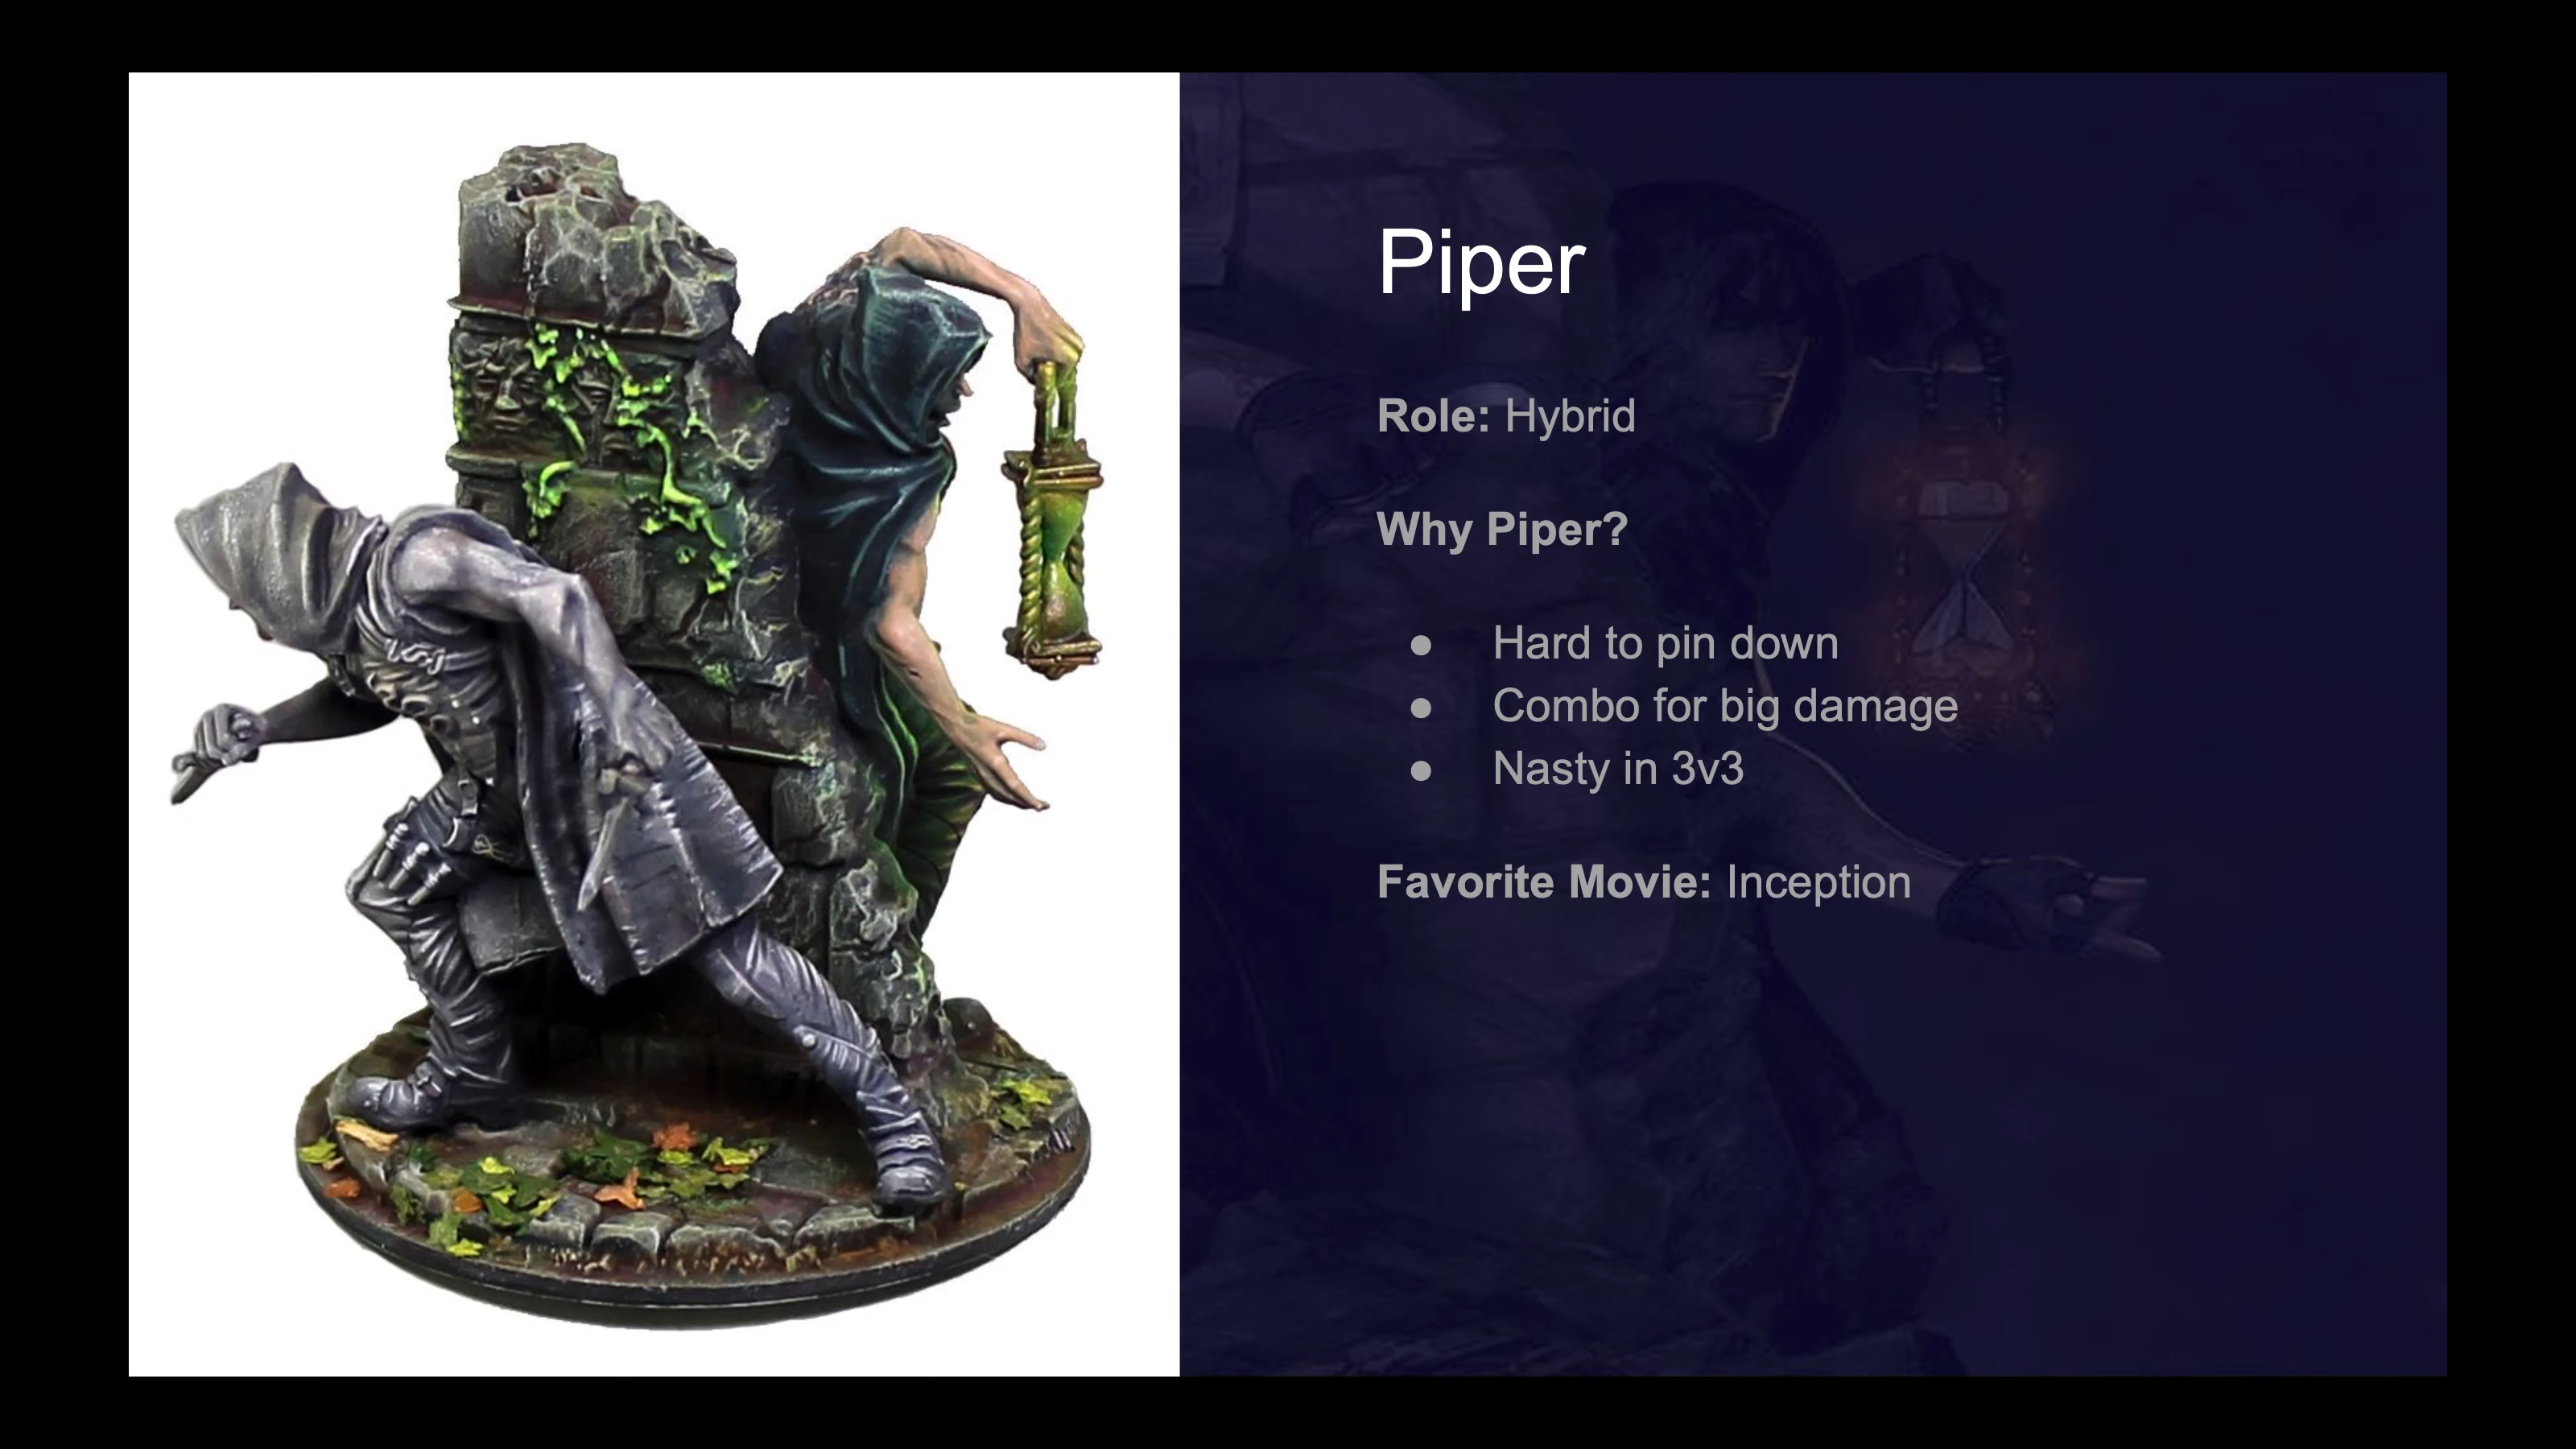 Piper
Role: Hybrid
Why Piper?
● Hard to pin down
● Combo for big damage
● Nasty in 3v3
Favorite Movie: Inception